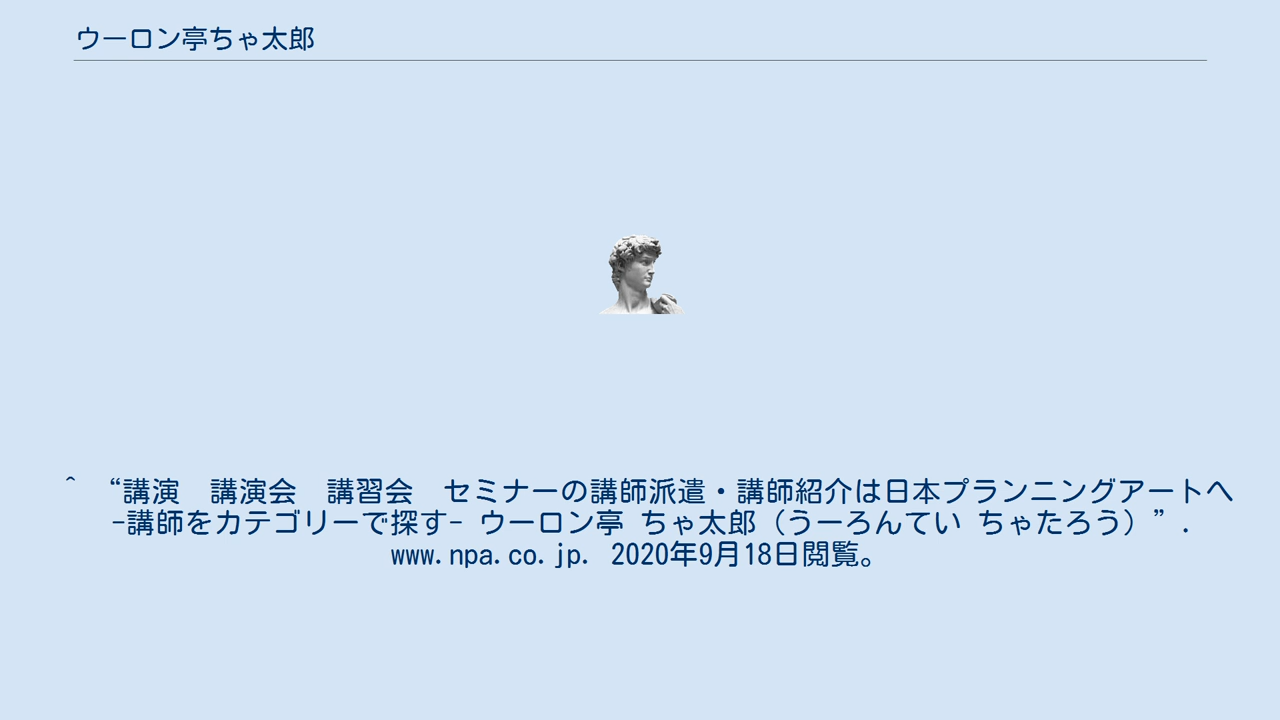 ウーロン亭ちゃ太郎
^ “講演　講演会　講習会　セミナーの講師派遣・講師紹介は日本プランニングアートへ
-講師をカテゴリーで探す- ウーロン亭 ちゃ太郎（うーろんてい ちゃたろう）”.
www.npa.co.jp. 2020年9月18日閲覧。